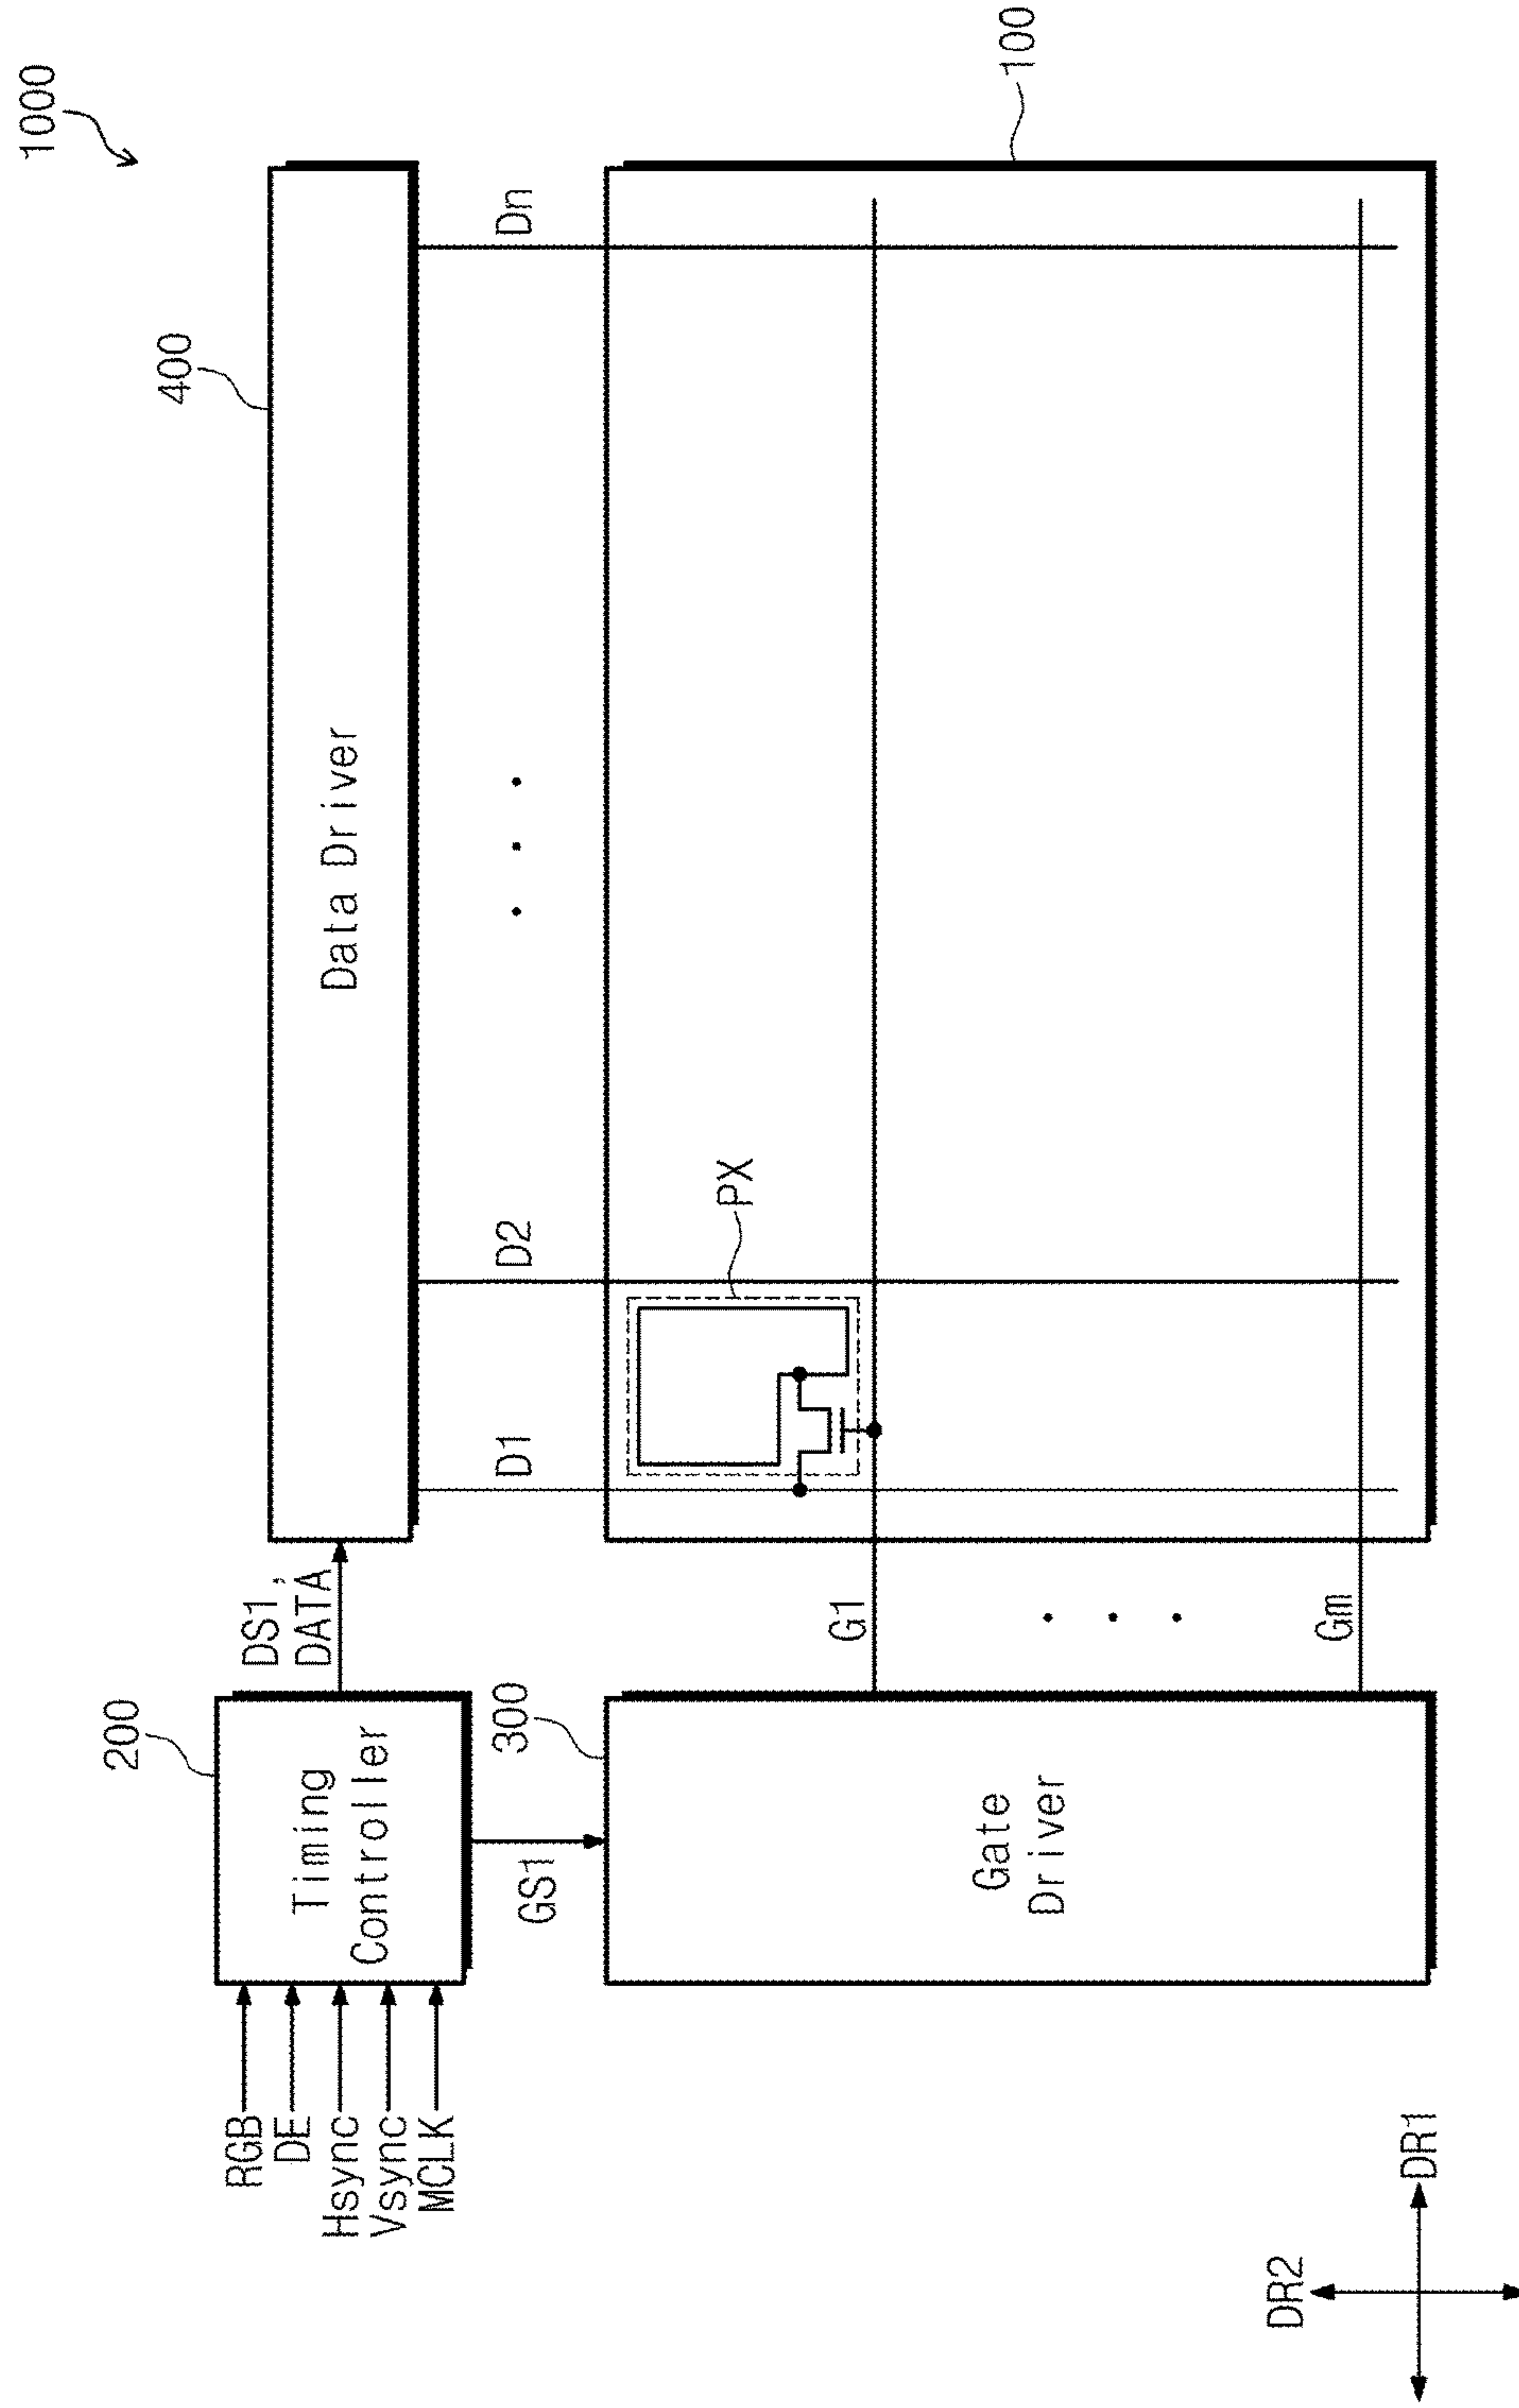 1000
400
Data Driver
200
Timing
Controller
RGB
DE
Hsync
Vsync
MCLK
DS1,
DATA
GS1
D1
D2
Dn
. . .
300
Gate
Driver
G1
. . .
Gm
PX
100
DR2
DR1